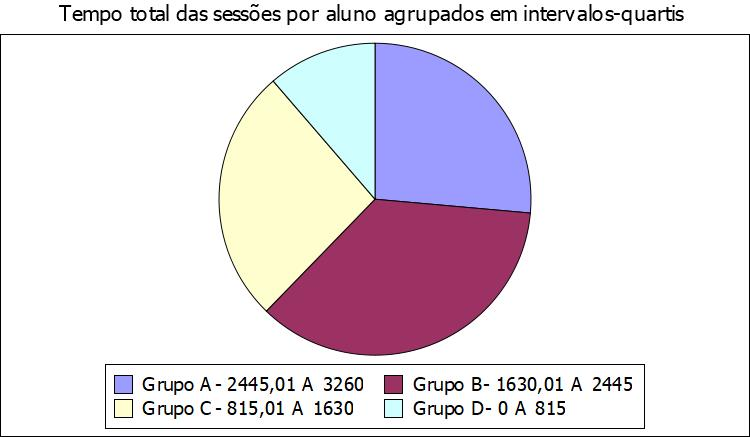 Tempo total das sessões por aluno agrupados em intervalos-quartis
Grupo A - 2445,01 A 3260
Grupo B- 1630,01 A 2445
Grupo C - 815,01 A 1630
Grupo D- 0 A 815